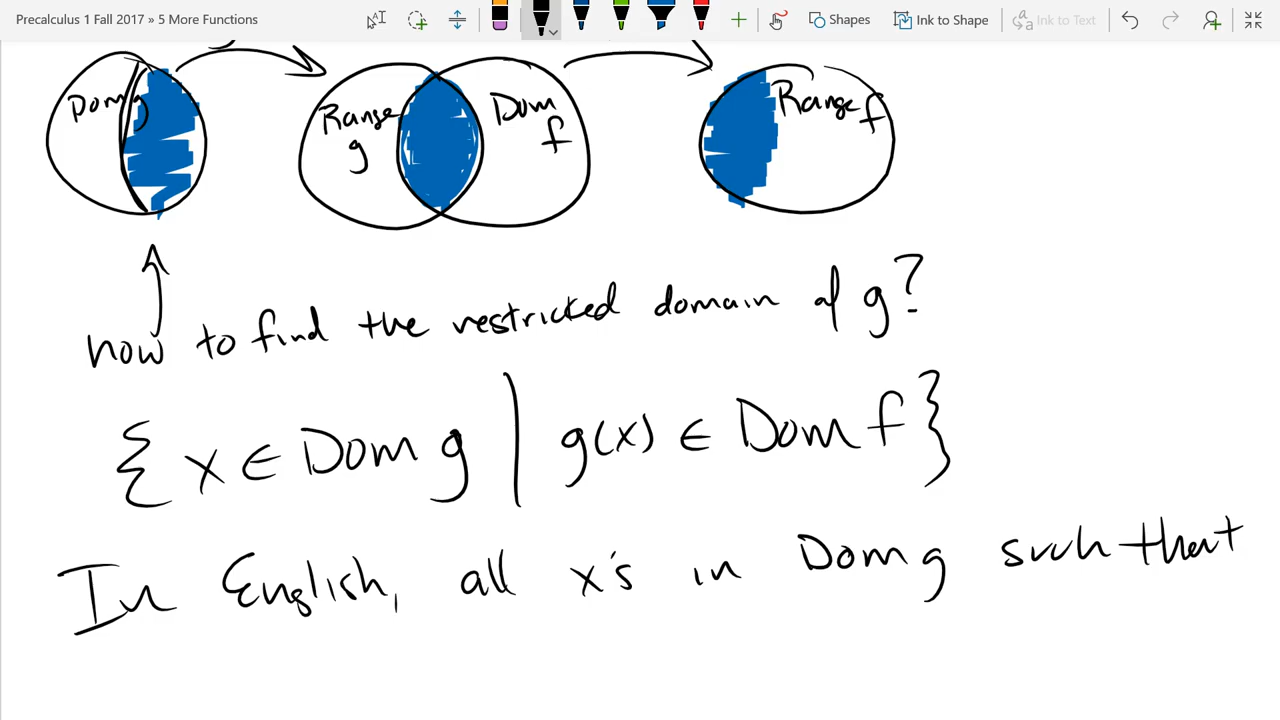 Precalculus 1 Fall 2017 » 5 More Functions
Shapes
Ink to Shape
Ink to Text
Dom g
Range g
Dom f
Range f
how to find the restricted domain of g?
{ x ∈ Dom g | g(x) ∈ Dom f }
In English, all x's in Dom g such that